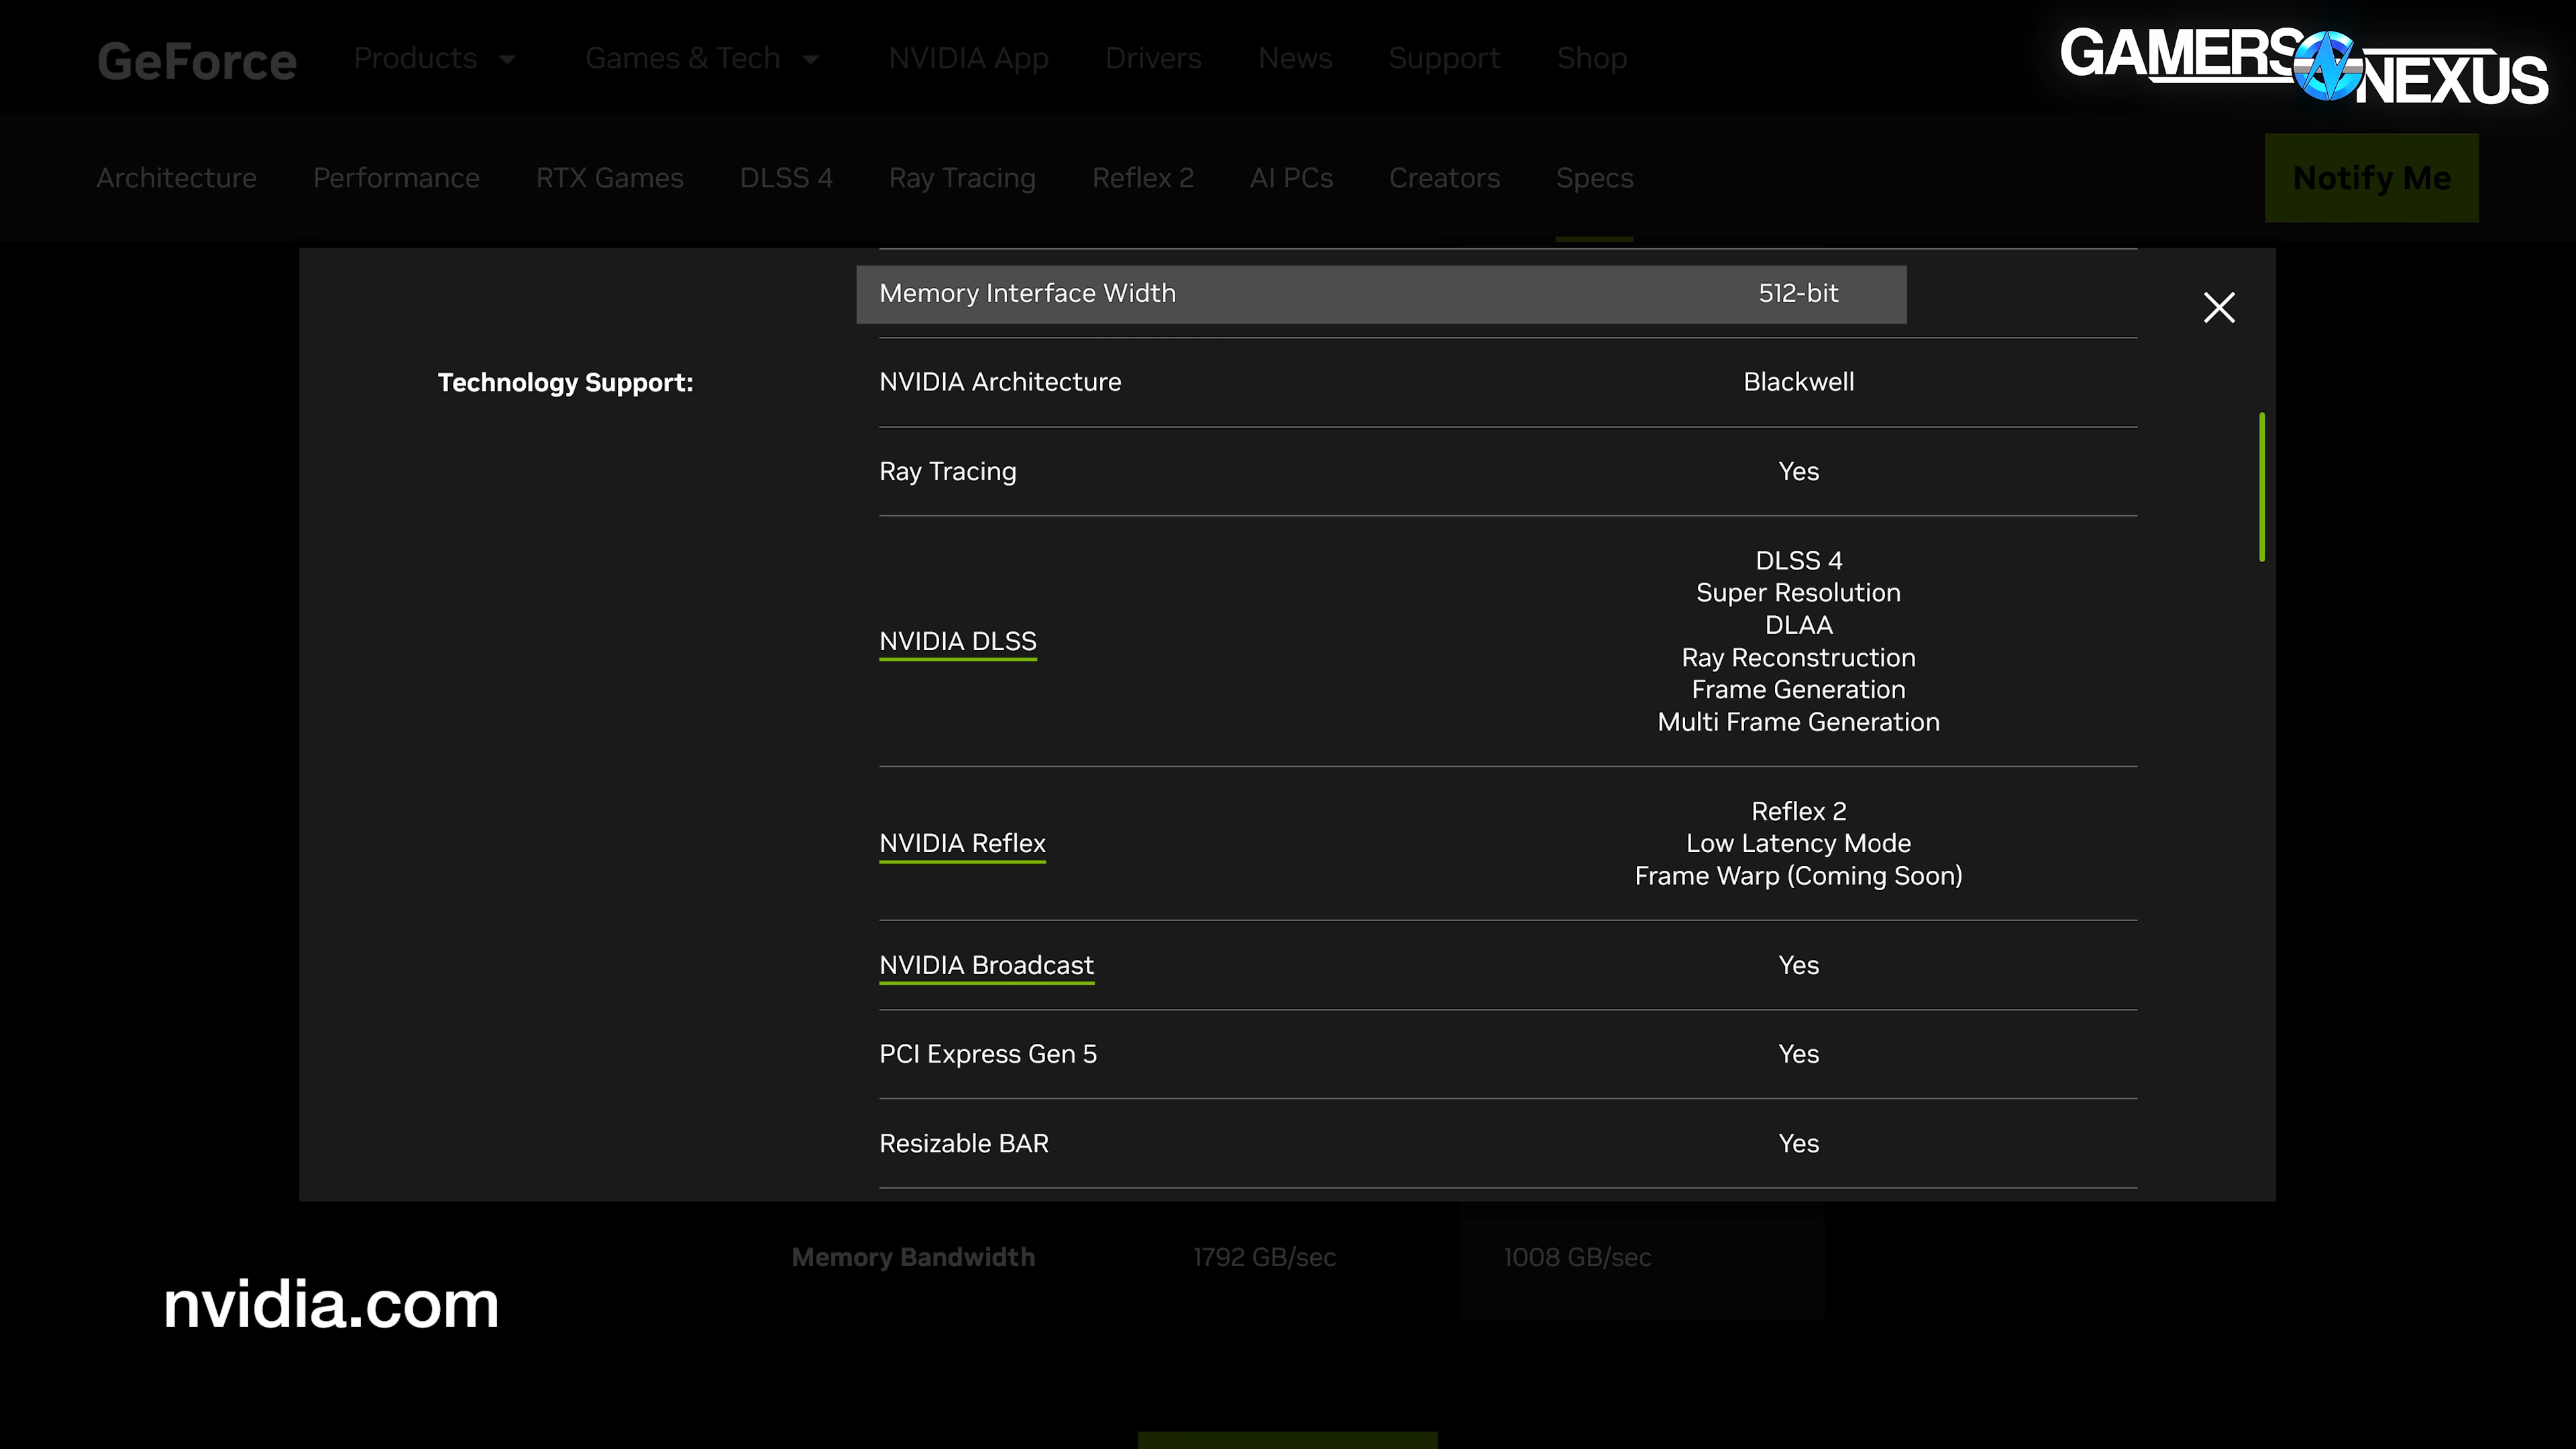 GeForce Products Games & Tech NVIDIA App Drivers News Support Shop
GAMERS NEXUS
Architecture Performance RTX Games DLSS 4 Ray Tracing Reflex 2 AI PCs Creators Specs Notify Me
Memory Interface Width 512-bit
Technology Support: NVIDIA Architecture Blackwell
Ray Tracing Yes
NVIDIA DLSS
DLSS 4
Super Resolution
DLAA
Ray Reconstruction
Frame Generation
Multi Frame Generation
NVIDIA Reflex
Reflex 2
Low Latency Mode
Frame Warp (Coming Soon)
NVIDIA Broadcast Yes
PCI Express Gen 5 Yes
Resizable BAR Yes
Memory Bandwidth 1792 GB/sec 1008 GB/sec
nvidia.com